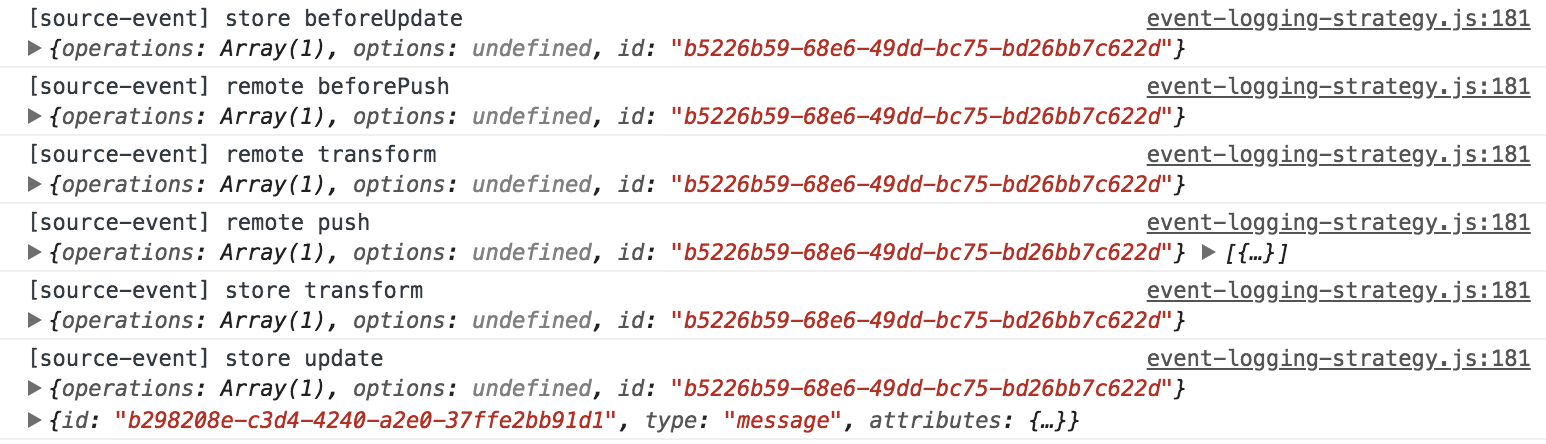 [source-event] store beforeUpdate event-logging-strategy.js:181
▶{operations: Array(1), options: undefined, id: "b5226b59-68e6-49dd-bc75-bd26bb7c622d"}
[source-event] remote beforePush event-logging-strategy.js:181
▶{operations: Array(1), options: undefined, id: "b5226b59-68e6-49dd-bc75-bd26bb7c622d"}
[source-event] remote transform event-logging-strategy.js:181
▶{operations: Array(1), options: undefined, id: "b5226b59-68e6-49dd-bc75-bd26bb7c622d"}
[source-event] remote push event-logging-strategy.js:181
▶{operations: Array(1), options: undefined, id: "b5226b59-68e6-49dd-bc75-bd26bb7c622d"} ▶[{…}]
[source-event] store transform event-logging-strategy.js:181
▶{operations: Array(1), options: undefined, id: "b5226b59-68e6-49dd-bc75-bd26bb7c622d"}
[source-event] store update event-logging-strategy.js:181
▶{operations: Array(1), options: undefined, id: "b5226b59-68e6-49dd-bc75-bd26bb7c622d"}
▶{id: "b298208e-c3d4-4240-a2e0-37ffe2bb91d1", type: "message", attributes: {…}}